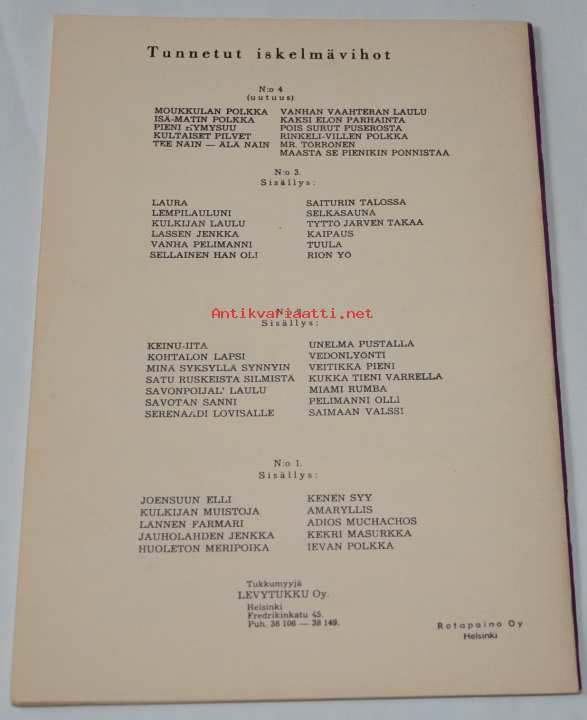 Tunnetut iskelmävihot
N:o 4
(uutuus)
MOUKKULAN POLKKA VANHAN VAAHTERAN LAULU
ISÄ-MATIN POLKKA KAKSI ELON PARHAINTA
PIENI HYMYSUU POIS SURUT PUSEROSTA
KULTAISET PILVET RINKELI-VILLEN POLKKA
TEE NÄIN — ÄLÄ NÄIN MR. TÖRRÖNEN
MAASTA SE PIENIKIN PONNISTAA
N:o 3.
Sisällys:
LAURA SAITURIN TALOSSA
LEMPILAULUNI SELKÄSAUNA
KULKIJAN LAULU TYTTÖ JÄRVEN TAKAA
LASSEN JENKKA KAIPAUS
VANHA PELIMANNI TUULA
SELLAINEN HÄN OLI RION YÖ
Antikvariaatti.net
Sisällys:
KEINU-IITA UNELMA PUSTALLA
KOHTALON LAPSI VEDONLYÖNTI
MINÄ SYKSYLLÄ SYNNYIN VEITIKKA PIENI
SATU RUSKEISTA SILMISTÄ KUKKA TIENI VARRELLA
SAVONPOIJAL' LAULU MIAMI RUMBA
SAVOTAN SANNI PELIMANNI OLLI
SERENAADI LOVISALLE SAIMAAN VALSSI
N:o 1.
Sisällys:
JOENSUUN ELLI KENEN SYY
KULKIJAN MUISTOJA AMARYLLIS
LÄNNEN FARMARI ADIOS MUCHACHOS
JAUHOLAHDEN JENKKA KEKRI MASURKKA
HUOLETON MERIPOIKA IEVAN POLKKA
Tukkumyyjä
LEVYTUKKU Oy.
Helsinki
Fredrikinkatu 45.
Puh. 38 106 — 38 149.
Rotapaino Oy
Helsinki